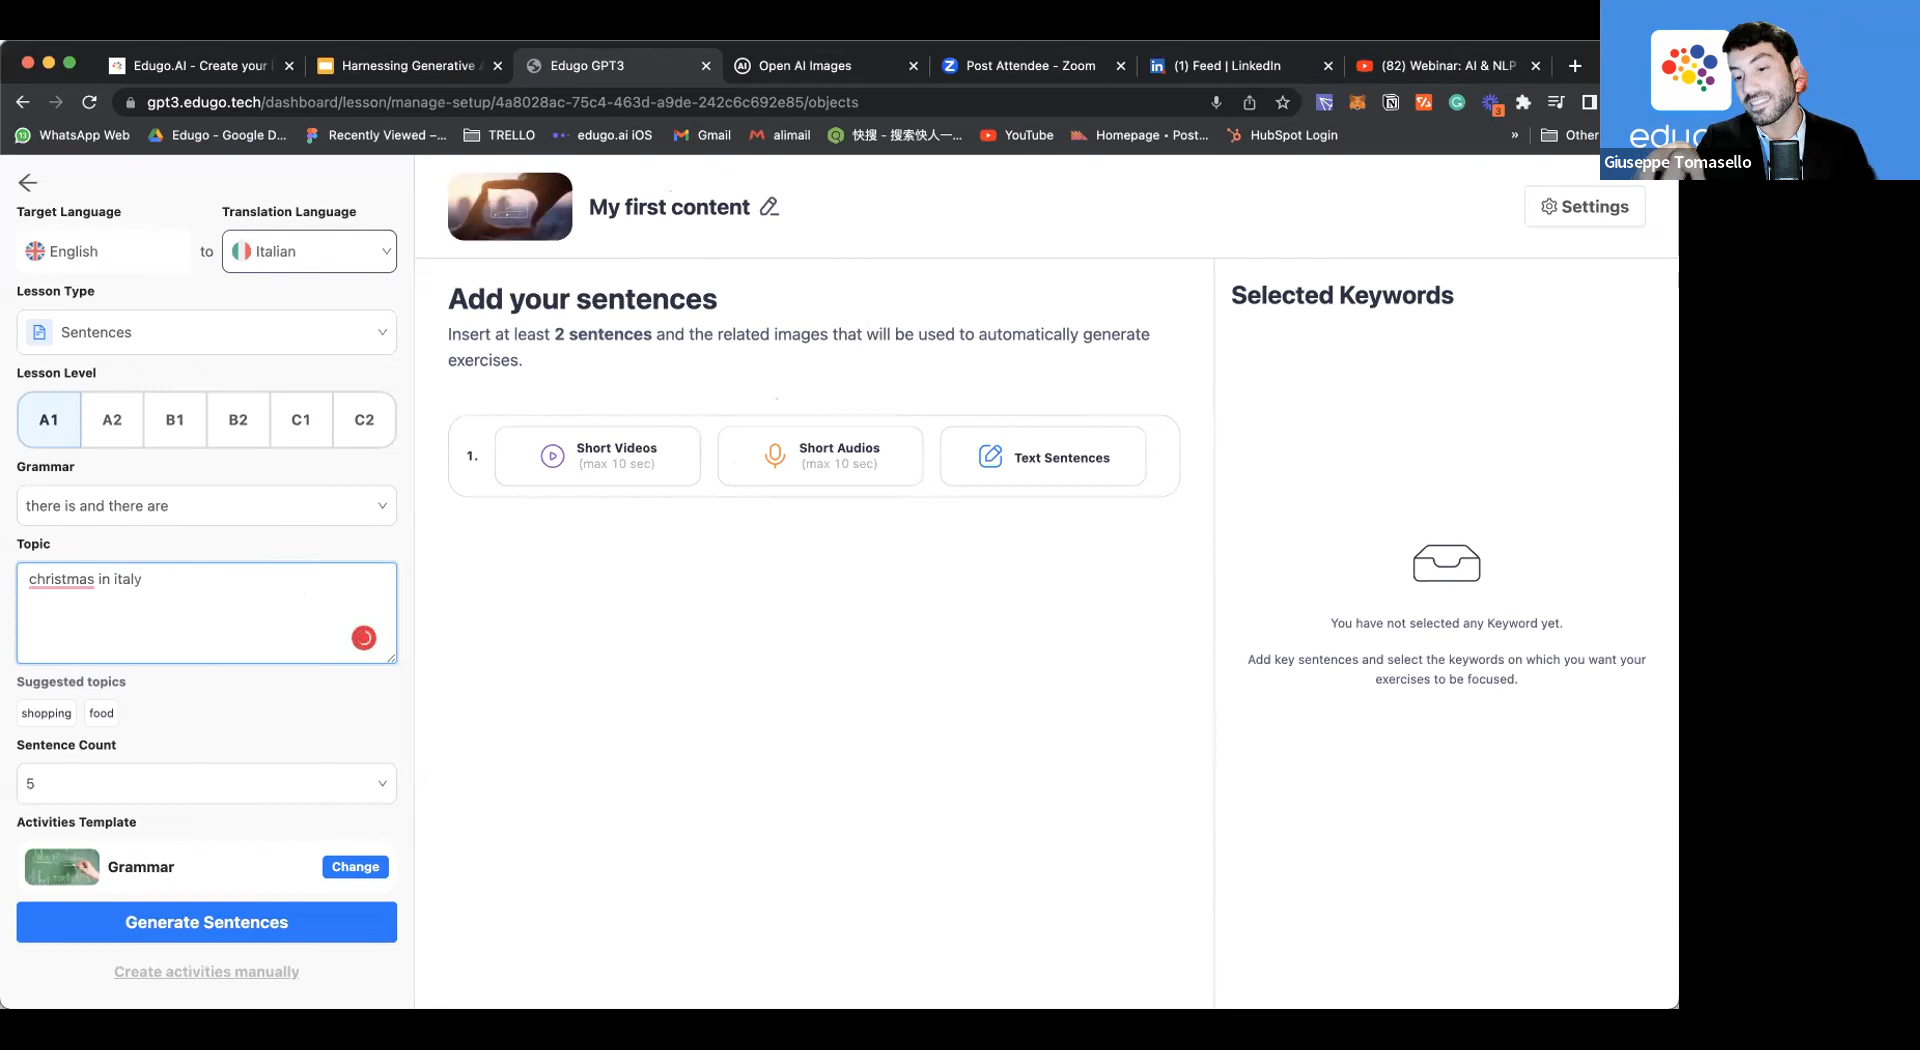 Edugo.AI - Create your
Harnessing Generative
Edugo GPT3
Open AI Images
Post Attendee - Zoom
(1) Feed | LinkedIn
(82) Webinar: AI & NLP
gpt3.edugo.tech/dashboard/lesson/manage-setup/4a8028ac-75c4-463d-a9de-242c6c692e85/objects
3
13
WhatsApp Web
Edugo - Google D...
Recently Viewed –...
TRELLO
edugo.ai iOS
Gmail
alimail
快搜 - 搜索快人一...
YouTube
Homepage • Post...
HubSpot Login
»
Other
Giuseppe Tomasello
Target Language
Translation Language
English
to
Italian
Lesson Type
Sentences
Lesson Level
A1 A2 B1 B2 C1 C2
Grammar
there is and there are
Topic
christmas in italy
Suggested topics
shopping food
Sentence Count
5
Activities Template
Grammar
Change
Generate Sentences
Create activities manually
My first content
Settings
Add your sentences
Insert at least 2 sentences and the related images that will be used to automatically generate
exercises.
1.
Short Videos
(max 10 sec)
Short Audios
(max 10 sec)
Text Sentences
Selected Keywords
You have not selected any Keyword yet.
Add key sentences and select the keywords on which you want your
exercises to be focused.